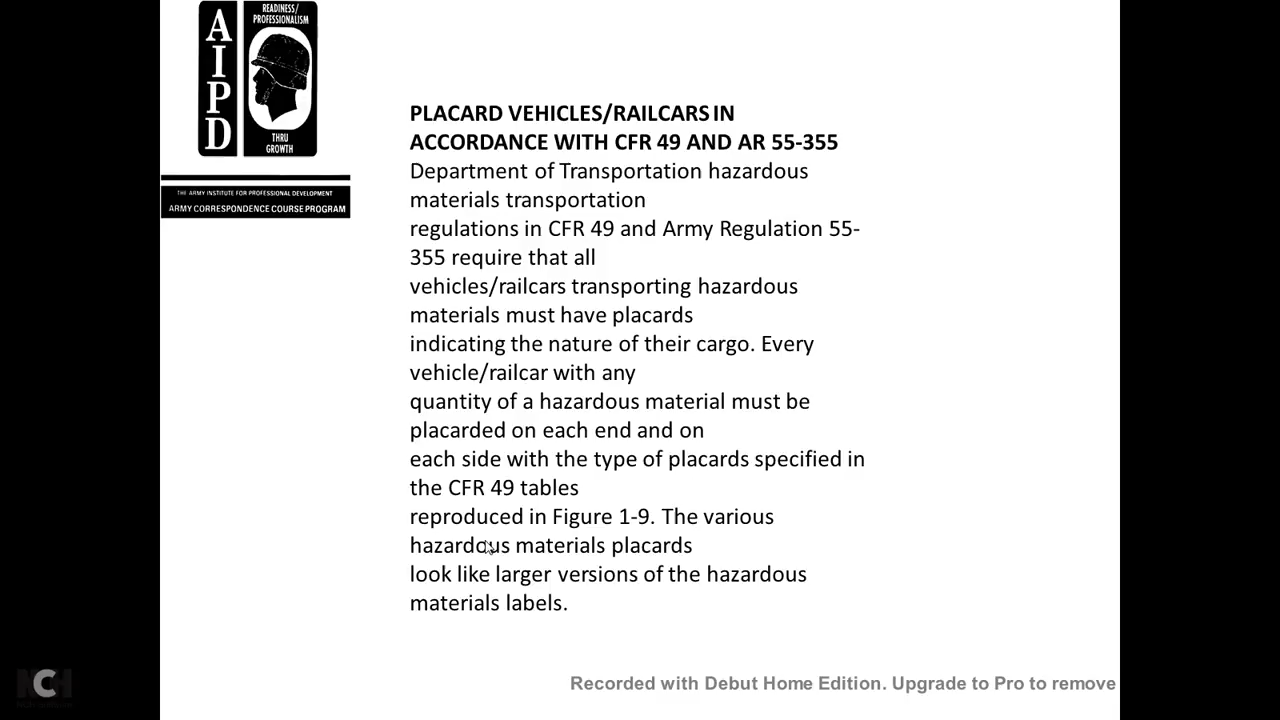 READINESS/
PROFESSIONALISM
AIPD
THRU
GROWTH
THE ARMY INSTITUTE FOR PROFESSIONAL DEVELOPMENT
ARMY CORRESPONDENCE COURSE PROGRAM
PLACARD VEHICLES/RAILCARS IN
ACCORDANCE WITH CFR 49 AND AR 55-355
Department of Transportation hazardous
materials transportation
regulations in CFR 49 and Army Regulation 55-
355 require that all
vehicles/railcars transporting hazardous
materials must have placards
indicating the nature of their cargo. Every
vehicle/railcar with any
quantity of a hazardous material must be
placarded on each end and on
each side with the type of placards specified in
the CFR 49 tables
reproduced in Figure 1-9. The various
hazardous materials placards
look like larger versions of the hazardous
materials labels.
NCH
Recorded with Debut Home Edition. Upgrade to Pro to remove